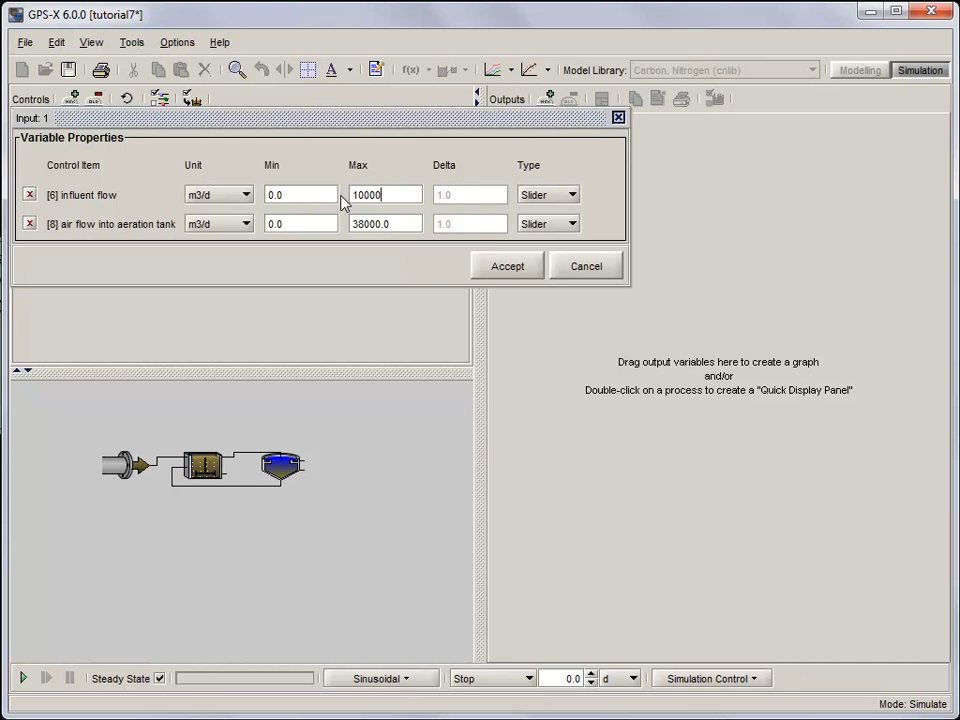 GPS-X 6.0.0 [tutorial7*]
File Edit View Tools Options Help
A f(x) Model Library: Carbon, Nitrogen (cnlib) Modelling Simulation
Controls Outputs
Input: 1
Variable Properties
Control Item Unit Min Max Delta Type
[6] influent flow m3/d 0.0 10000 1.0 Slider
[8] air flow into aeration tank m3/d 0.0 38000.0 1.0 Slider
Accept Cancel
Drag output variables here to create a graph
and/or
Double-click on a process to create a "Quick Display Panel"
Steady State Sinusoidal Stop 0.0 d Simulation Control
Mode: Simulate